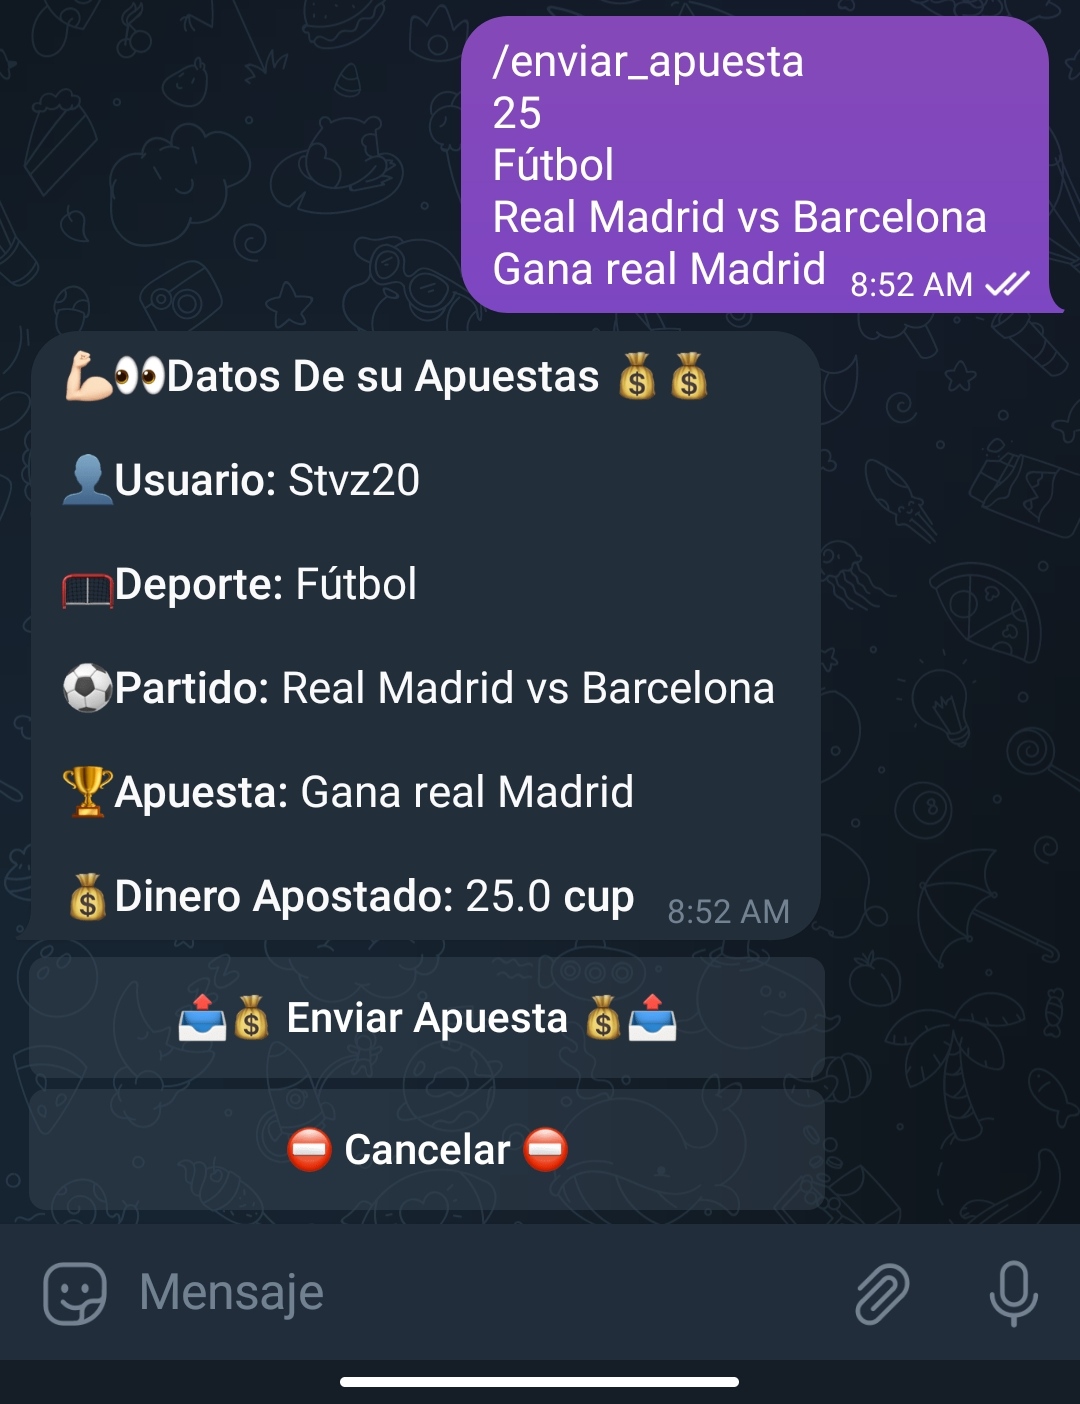 /enviar_apuesta
25
Fútbol
Real Madrid vs Barcelona
Gana real Madrid 8:52 AM
💪🏻👀Datos De su Apuestas 💰💰
👤Usuario: Stvz20
🥅Deporte: Fútbol
⚽Partido: Real Madrid vs Barcelona
🏆Apuesta: Gana real Madrid
💰Dinero Apostado: 25.0 cup 8:52 AM
📤💰 Enviar Apuesta 💰📤
⛔ Cancelar ⛔
Mensaje